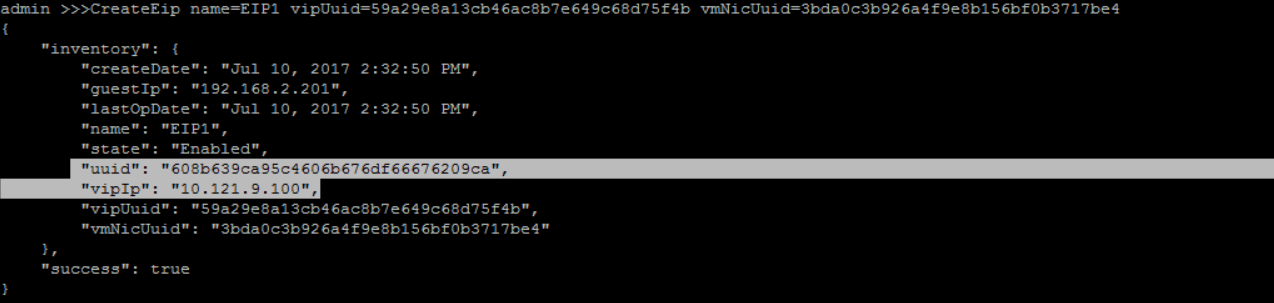 admin >>>CreateEip name=EIP1 vipUuid=59a29e8a13cb46ac8b7e649c68d75f4b vmNicUuid=3bda0c3b926a4f9e8b156bf0b3717be4
{
    "inventory": {
        "createDate": "Jul 10, 2017 2:32:50 PM",
        "guestIp": "192.168.2.201",
        "lastOpDate": "Jul 10, 2017 2:32:50 PM",
        "name": "EIP1",
        "state": "Enabled",
        "uuid": "608b639ca95c4606b676df66676209ca",
        "vipIp": "10.121.9.100",
        "vipUuid": "59a29e8a13cb46ac8b7e649c68d75f4b",
        "vmNicUuid": "3bda0c3b926a4f9e8b156bf0b3717be4"
    },
    "success": true
}